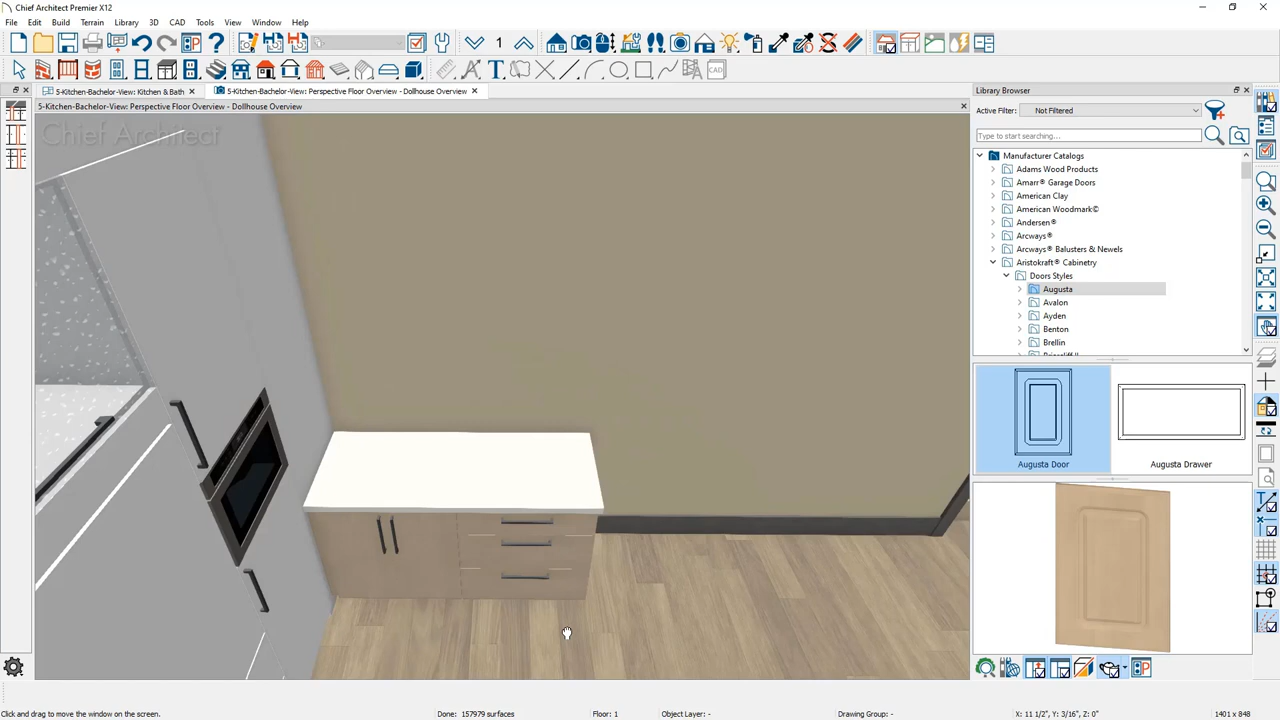 Chief Architect Premier X12
File Edit Build Terrain Library 3D CAD Tools View Window Help
1
CAD
5-Kitchen-Bachelor-View: Kitchen & Bath
5-Kitchen-Bachelor-View: Perspective Floor Overview - Dollhouse Overview
5-Kitchen-Bachelor-View: Perspective Floor Overview - Dollhouse Overview
Chief Architect
Library Browser
Active Filter: Not Filtered
Type to start searching...
Manufacturer Catalogs
Adams Wood Products
Amarr® Garage Doors
American Clay
American Woodmark©
Andersen®
Arcways®
Arcways® Balusters & Newels
Aristokraft® Cabinetry
Doors Styles
Augusta
Avalon
Ayden
Benton
Brellin
Augusta Door
Augusta Drawer
Click and drag to move the window on the screen.
Done: 157979 surfaces
Floor: 1
Object Layer: -
Drawing Group: -
X: 11 1/2", Y: 3/16", Z: 0"
1401 x 848